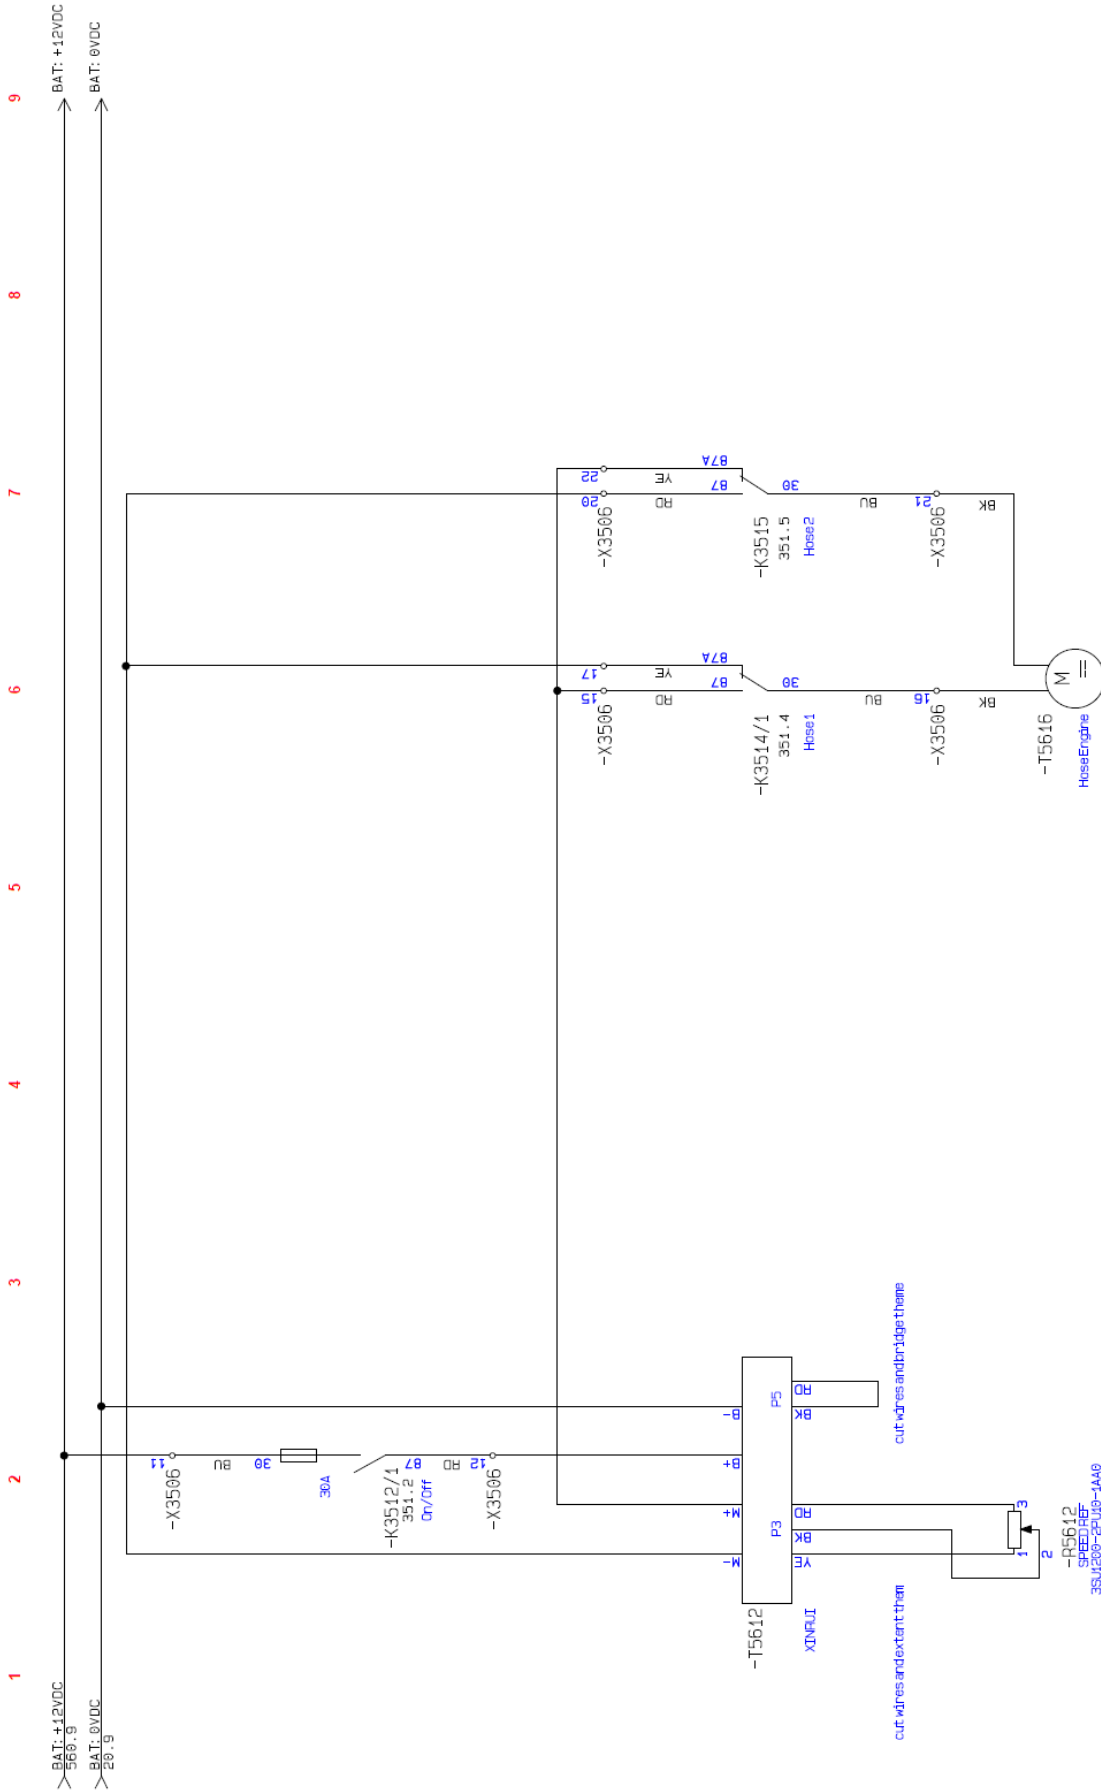 1
2
3
4
5
6
7
8
9
BAT: +12VDC
560.9
BAT: +12VDC
BAT: 0VDC
20.9
BAT: 0VDC
11
-X3506
BU
30
30A
-K3512/1
351.2
On/Off
87
RD
12
-X3506
M-
M+
B+
B-
-T5612
XINRUI
P3
P5
YE
BK
RD
BK
RD
cut wires and extent them
cut wires and bridge theme
1
2
3
-R5612
SPEED REF
3SU1200-2PU10-1AA0
15
17
-X3506
RD
YE
87
87A
-K3514/1
351.4
Hose1
30
BU
16
-X3506
BK
-T5616
Hose Engine
M
20
22
-X3506
RD
YE
87
87A
-K3515
351.5
Hose2
30
BU
21
-X3506
BK